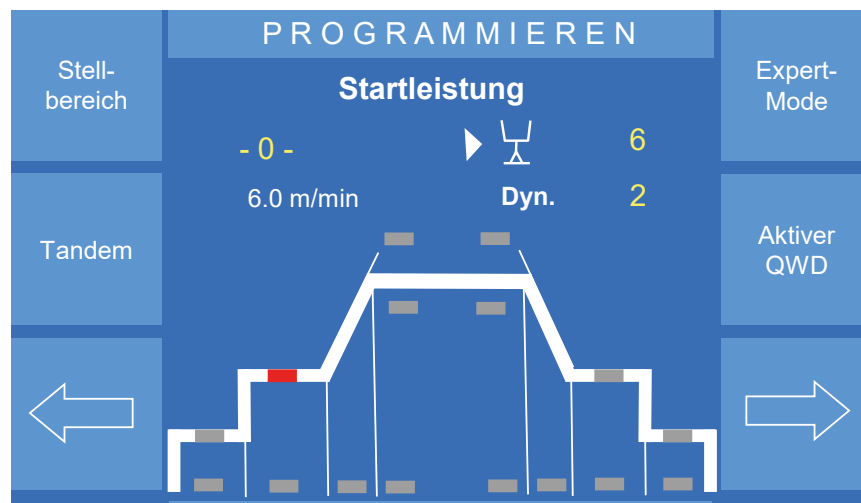 PROGRAMMIEREN
Stell-
bereich
Startleistung
Expert-
Mode
- 0 -
6
6.0 m/min
Dyn.
2
Tandem
Aktiver
QWD